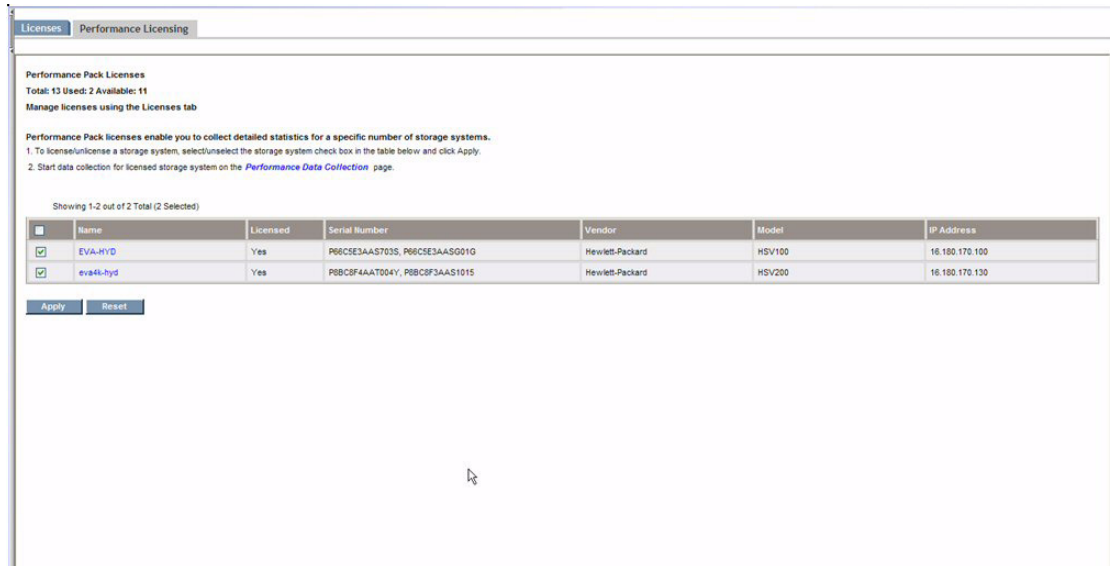 Licenses Performance Licensing
Performance Pack Licenses
Total: 13 Used: 2 Available: 11
Manage licenses using the Licenses tab
Performance Pack licenses enable you to collect detailed statistics for a specific number of storage systems.
1. To license/unlicense a storage system, select/unselect the storage system check box in the table below and click Apply.
2. Start data collection for licensed storage system on the Performance Data Collection page.
Showing 1-2 out of 2 Total (2 Selected)
Name Licensed Serial Number Vendor Model IP Address
EVA-HYD Yes P66C5E3AAS703S, P66C5E3AASG01G Hewlett-Packard HSV100 16.180.170.100
eva4k-hyd Yes P8BC8F4AAT004Y, P8BC8F3AAS1015 Hewlett-Packard HSV200 16.180.170.130
Apply Reset